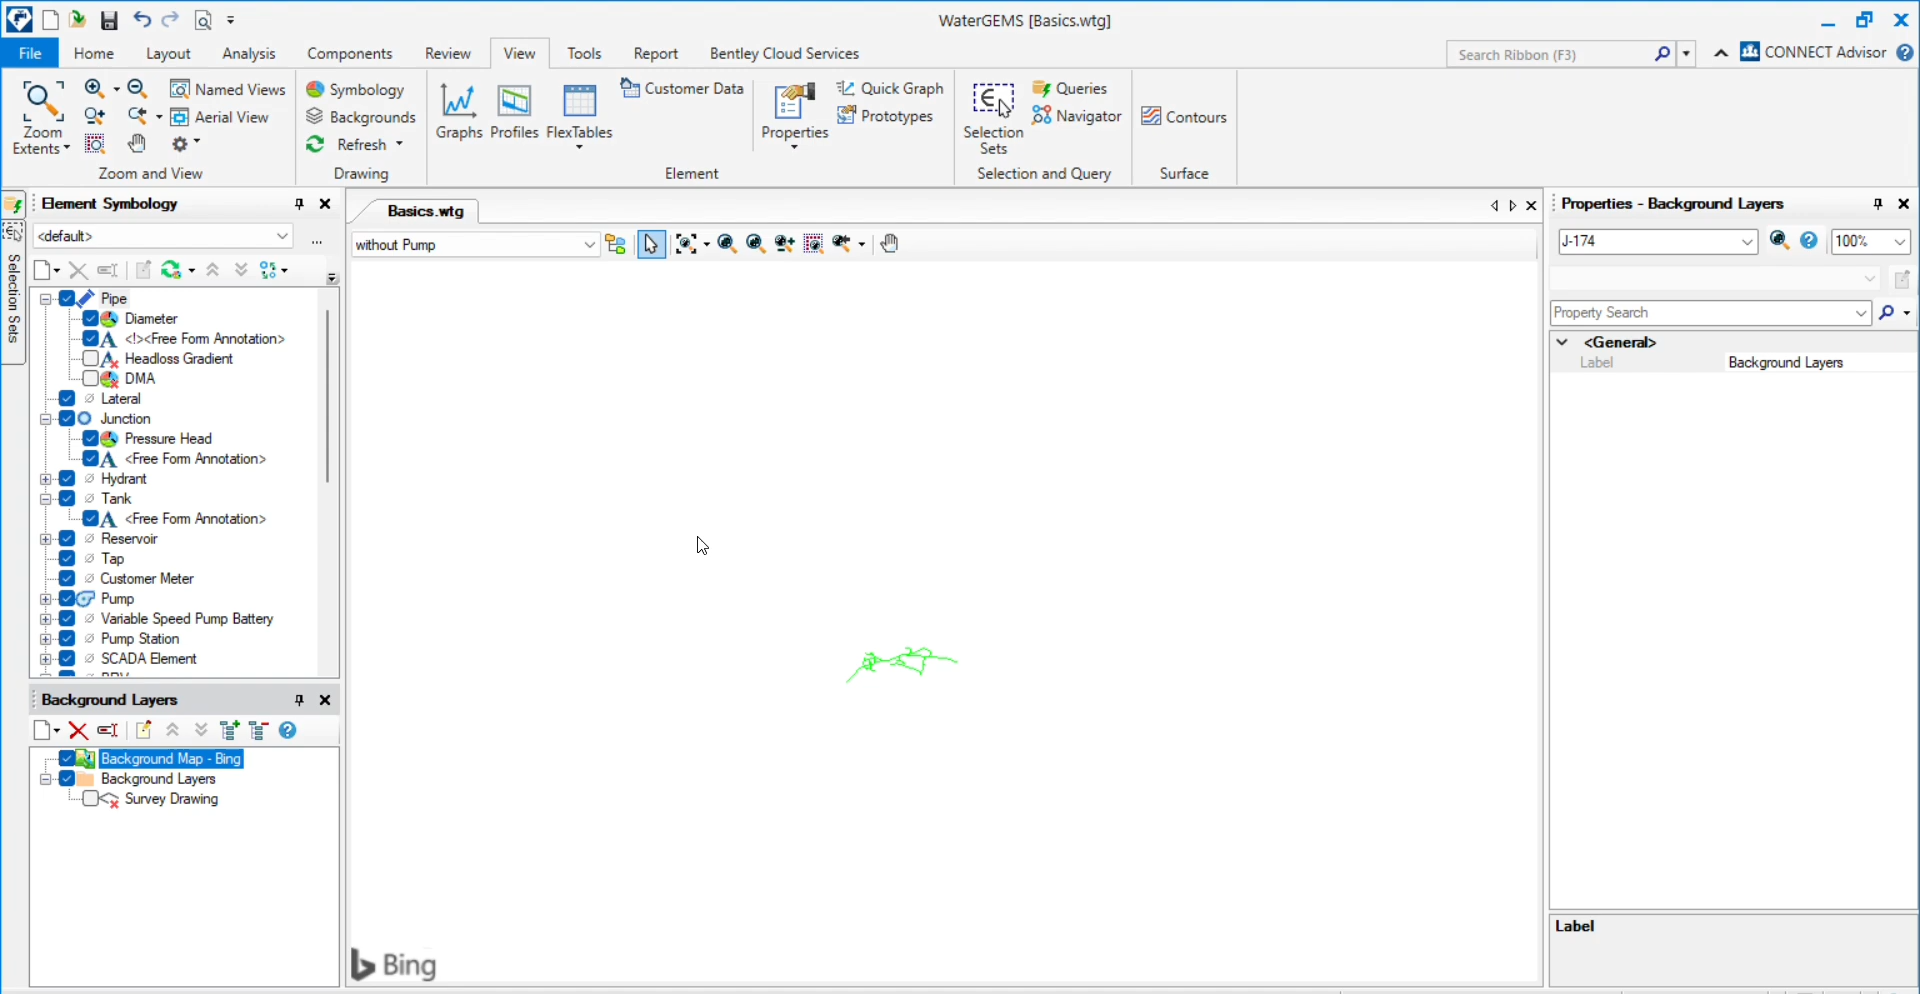 WaterGEMS [Basics.wtg]
File Home Layout Analysis Components Review View Tools Report Bentley Cloud Services
Search Ribbon (F3)
CONNECT Advisor
Zoom
Extents
Named Views
Aerial View
Zoom and View
Symbology
Backgrounds
Refresh
Drawing
Graphs Profiles FlexTables
Customer Data
Properties
Quick Graph
Prototypes
Element
Selection
Sets
Queries
Navigator
Selection and Query
Contours
Surface
Selection Sets
Element Symbology
<default>
...
Pipe
Diameter
<!><Free Form Annotation>
Headloss Gradient
DMA
Lateral
Junction
Pressure Head
<Free Form Annotation>
Hydrant
Tank
<Free Form Annotation>
Reservoir
Tap
Customer Meter
Pump
Variable Speed Pump Battery
Pump Station
SCADA Element
Background Layers
Background Map - Bing
Background Layers
Survey Drawing
Basics.wtg
without Pump
Bing
Properties - Background Layers
J-174
100%
Property Search
<General>
Label Background Layers
Label